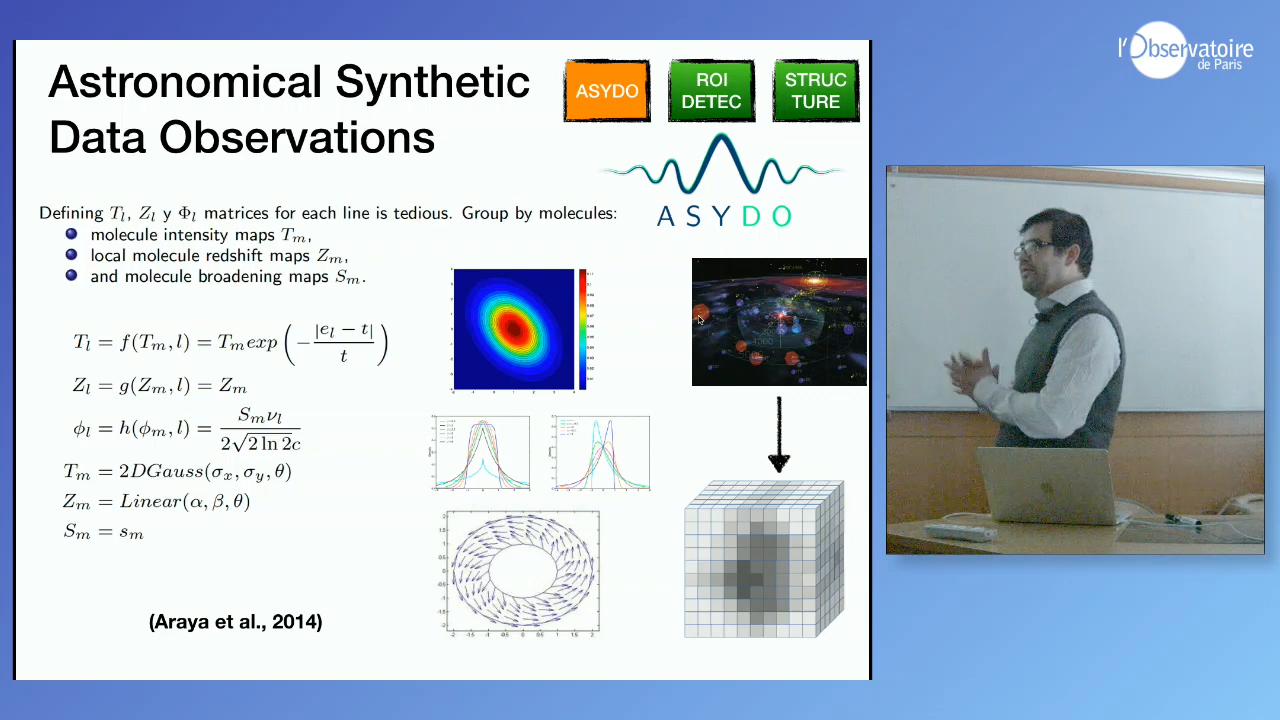 Astronomical Synthetic
Data Observations
ASYDO
ROI
DETEC
STRUC
TURE
l'Observatoire
de Paris
A S Y D O
Defining T_l, Z_l y Φ_l matrices for each line is tedious. Group by molecules:
molecule intensity maps T_m,
local molecule redshift maps Z_m,
and molecule broadening maps S_m.
T_l = f(T_m, l) = T_m exp(−|e_l − t| / t)
Z_l = g(Z_m, l) = Z_m
ϕ_l = h(ϕ_m, l) = S_m ν_l / 2√(2 ln 2)c
T_m = 2DGauss(σ_x, σ_y, θ)
Z_m = Linear(α, β, θ)
S_m = s_m
(Araya et al., 2014)